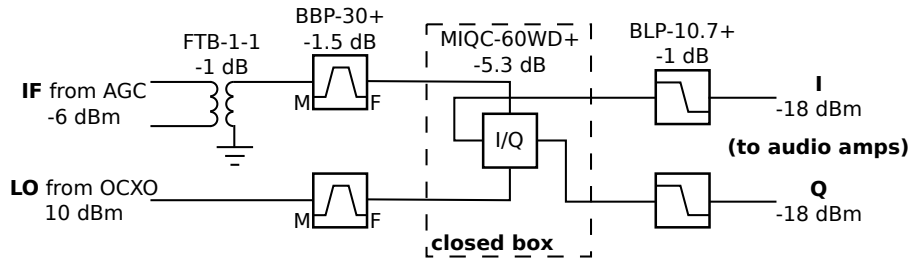 BBP-30+
-1.5 dB
FTB-1-1
-1 dB
MIQC-60WD+
-5.3 dB
BLP-10.7+
-1 dB
IF from AGC
-6 dBm
M
F
I
-18 dBm
I/Q
(to audio amps)
LO from OCXO
10 dBm
M
F
Q
-18 dBm
closed box